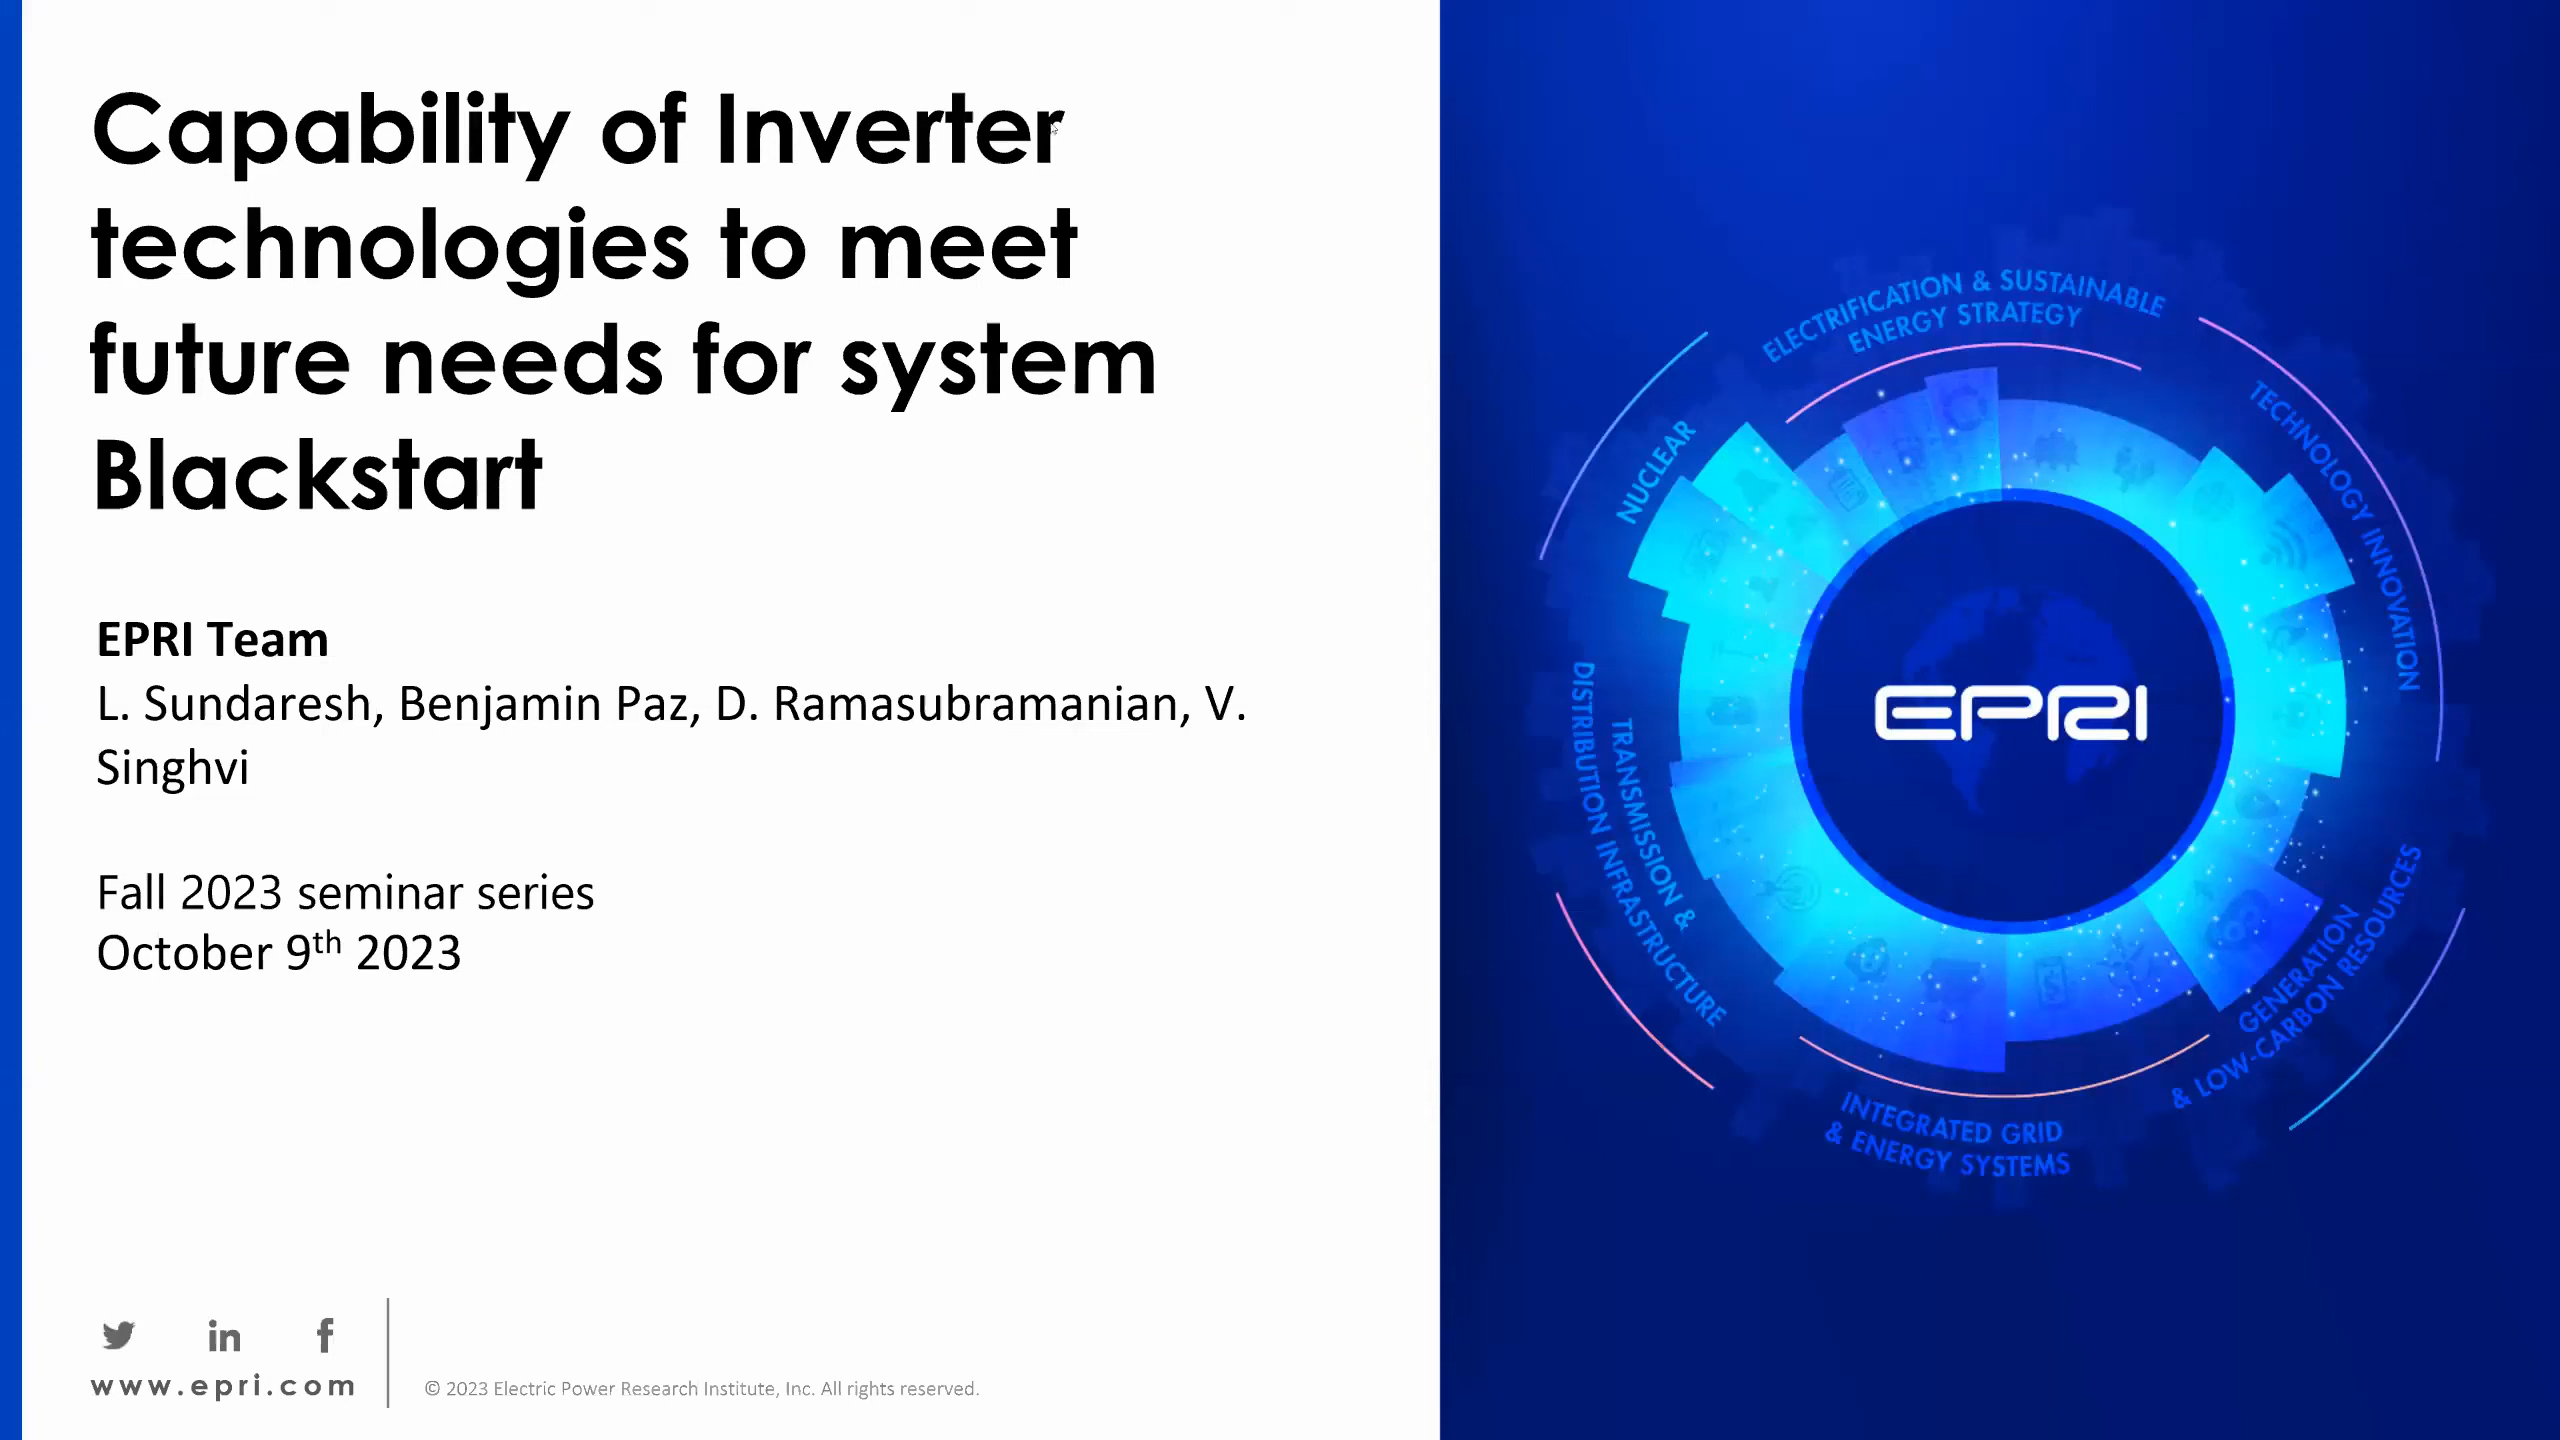 Capability of Inverter
technologies to meet
future needs for system
Blackstart
EPRI Team
L. Sundaresh, Benjamin Paz, D. Ramasubramanian, V.
Singhvi
Fall 2023 seminar series
October 9th 2023
www.epri.com
© 2023 Electric Power Research Institute, Inc. All rights reserved.
ELECTRIFICATION & SUSTAINABLE
ENERGY STRATEGY
TECHNOLOGY INNOVATION
NUCLEAR
EPRI
TRANSMISSION &
DISTRIBUTION INFRASTRUCTURE
GENERATION
& LOW-CARBON RESOURCES
INTEGRATED GRID
& ENERGY SYSTEMS